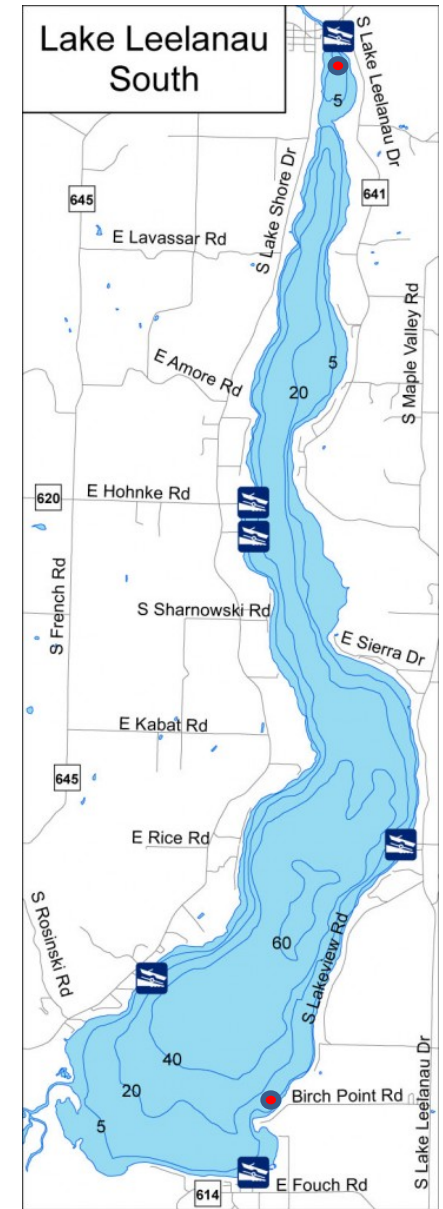 Lake Leelanau
South
S Lake Leelanau Dr
5
645
641
S Lake Shore Dr
E Lavassar Rd
S Maple Valley Rd
E Amore Rd
5
20
620
E Hohnke Rd
S French Rd
S Sharnowski Rd
E Sierra Dr
E Kabat Rd
645
E Rice Rd
S Rosinski Rd
60
S Lakeview Rd
40
20
Birch Point Rd
5
S Lake Leelanau Dr
614
E Fouch Rd